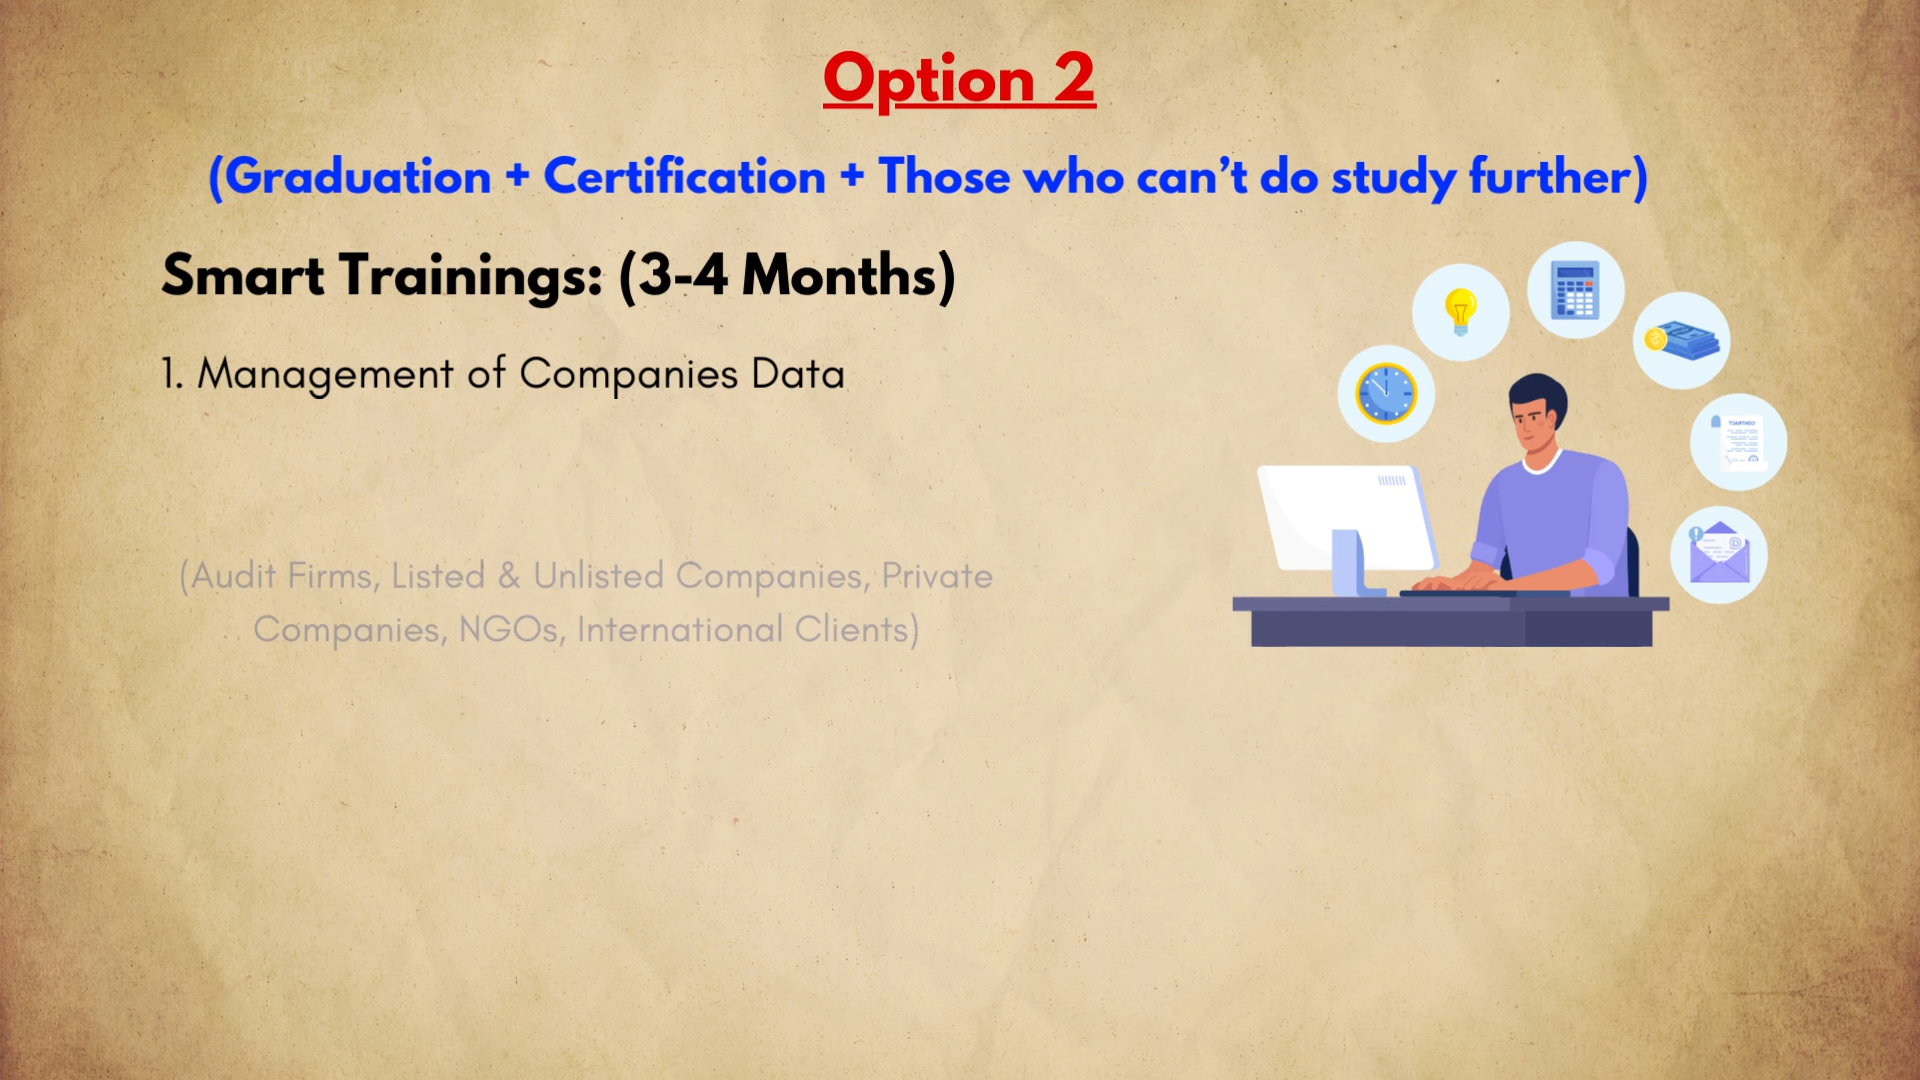 Option 2
(Graduation + Certification + Those who can’t do study further)
Smart Trainings: (3-4 Months)
1. Management of Companies Data
(Audit Firms, Listed & Unlisted Companies, Private
Companies, NGOs, International Clients)